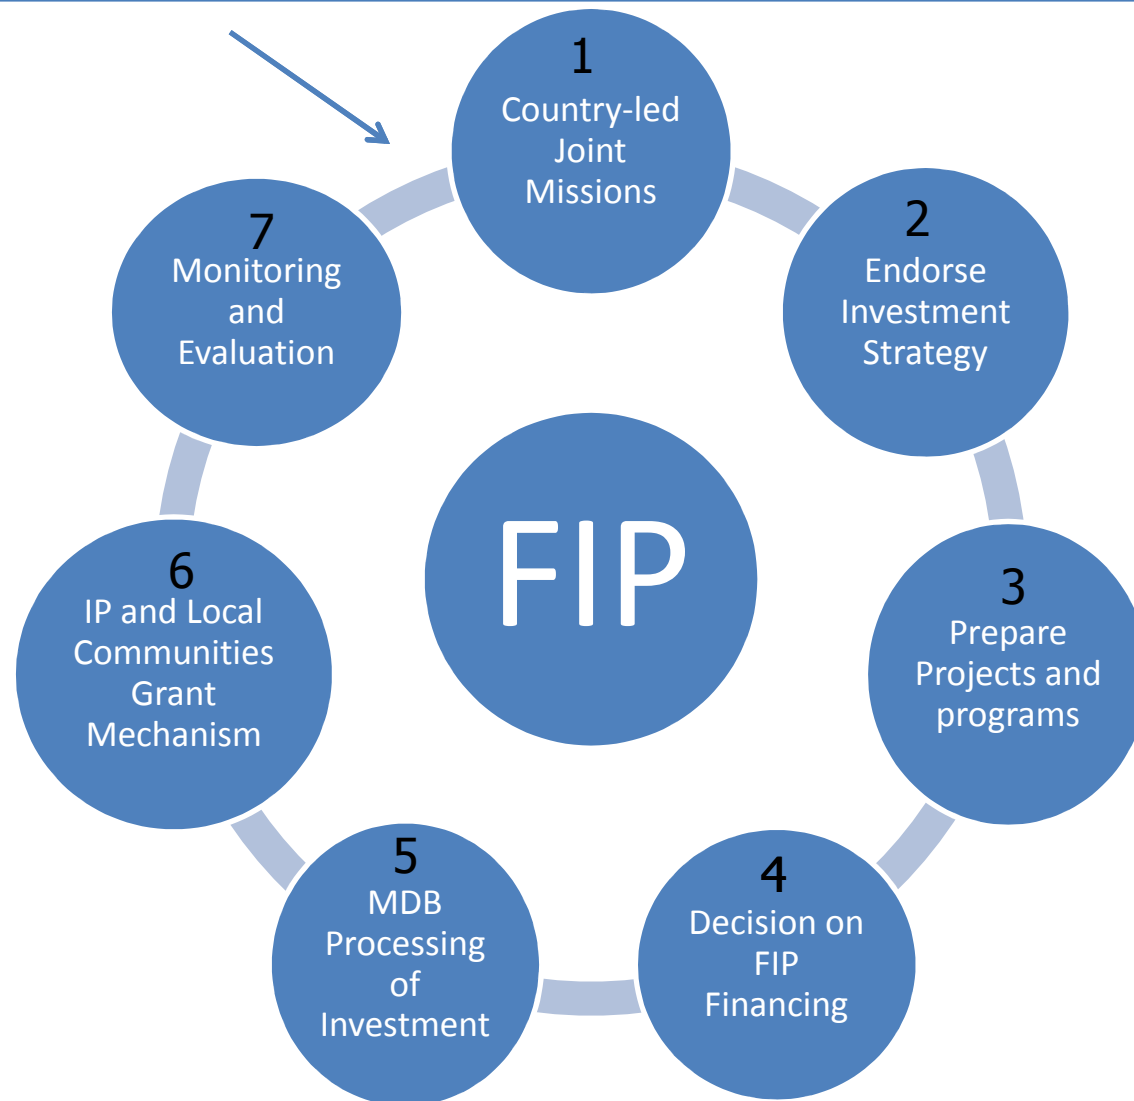 1
Country-led
Joint
Missions
2
Endorse
Investment
Strategy
3
Prepare
Projects and
programs
4
Decision on
FIP
Financing
5
MDB
Processing
of
Investment
6
IP and Local
Communities
Grant
Mechanism
7
Monitoring
and
Evaluation
FIP